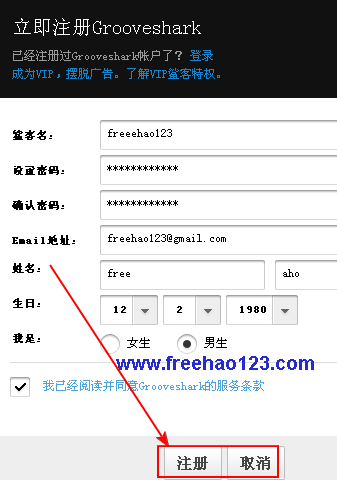 立即注册Grooveshark
已经注册过Grooveshark帐户了？ 登录
成为VIP，摆脱广告。了解VIP鲨客特权。
鲨客名： freeehao123
设置密码： ************
确认密码： ************
Email地址： freehao123@gmail.com
姓名： free aho
生日： 12 2 1980
我是： 女生 男生
www.freehao123.com
我已经阅读并同意Grooveshark的服务条款
注册 取消